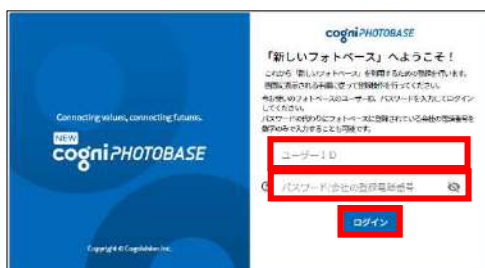 Connecting values, connecting futures.
NEW
cogni PHOTOBASE
Copyright © Cognivision Inc.
cogni PHOTOBASE
「新しいフォトベース」へようこそ！
これから「新しいフォトベース」を利用するための登録を行います。
画面に表示される手順に従って登録操作を行ってください。
今お使いのフォトベースのユーザーID、パスワードを入力してログイン
してください。
パスワードの代わりにフォトベースに登録されている会社の電話番号を
数字のみで入力することも可能です。
ユーザーID
パスワード/会社の登録電話番号
ログイン